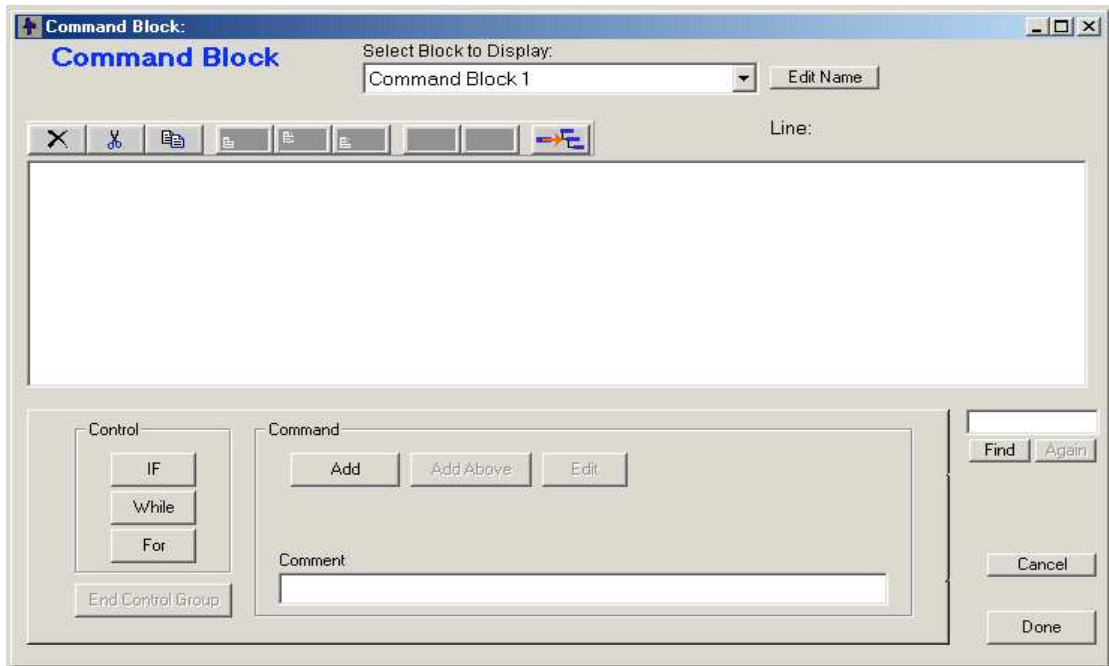 Command Block:
Command Block
Select Block to Display:
Command Block 1
Edit Name
Line:
Control
IF
While
For
End Control Group
Command
Add
Add Above
Edit
Comment
Find
Again
Cancel
Done